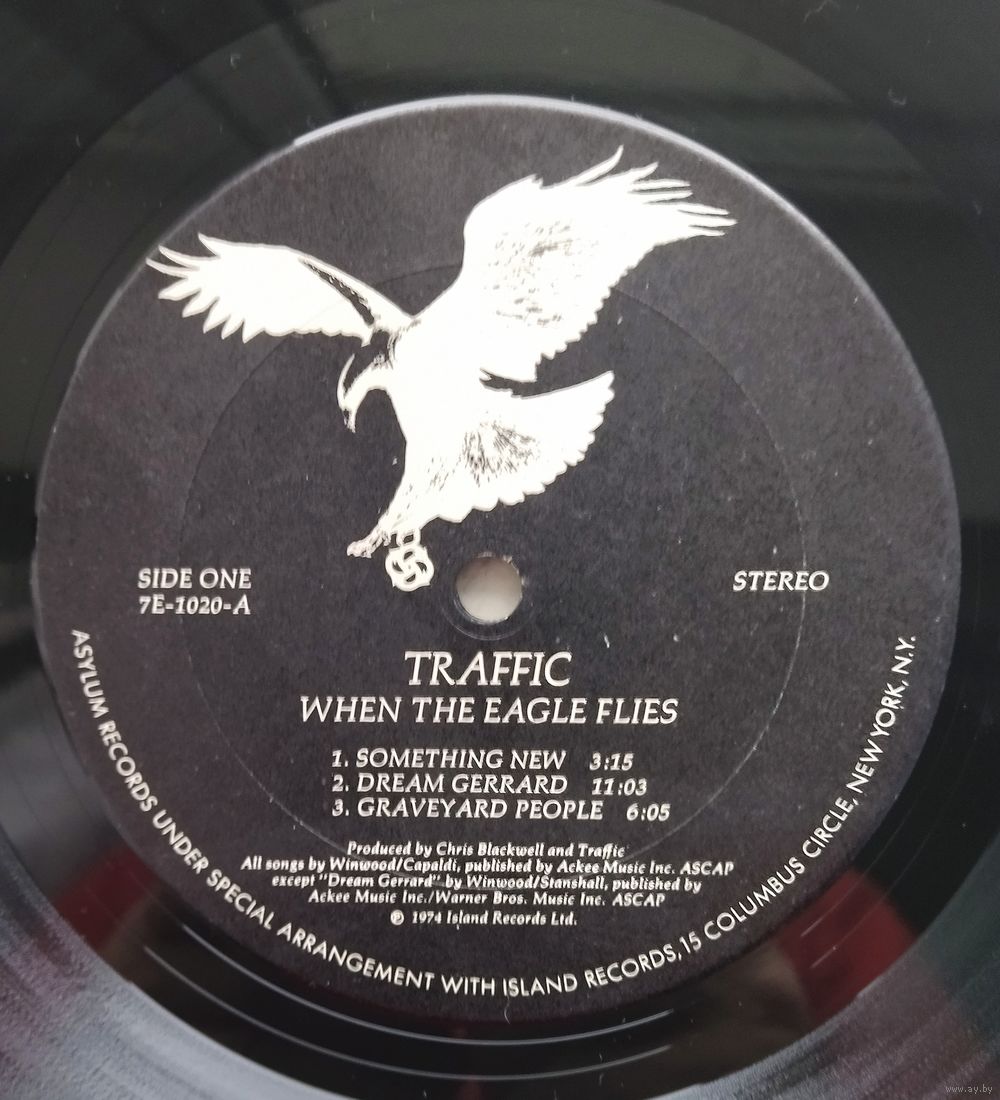 SIDE ONE
7E-1020-A
STEREO
TRAFFIC
WHEN THE EAGLE FLIES
1. SOMETHING NEW 3:15
2. DREAM GERRARD 11:03
3. GRAVEYARD PEOPLE 6:05
Produced by Chris Blackwell and Traffic
All songs by Winwood/Capaldi, published by Ackee Music Inc. ASCAP
except "Dream Gerrard", by Winwood/Stanshall, published by
Ackee Music Inc./Warner Bros. Music Inc. ASCAP
℗ 1974 Island Records Ltd.
ASYLUM RECORDS UNDER SPECIAL ARRANGEMENT WITH ISLAND RECORDS, 15 COLUMBUS CIRCLE, NEW YORK, N.Y.
www.ay.by